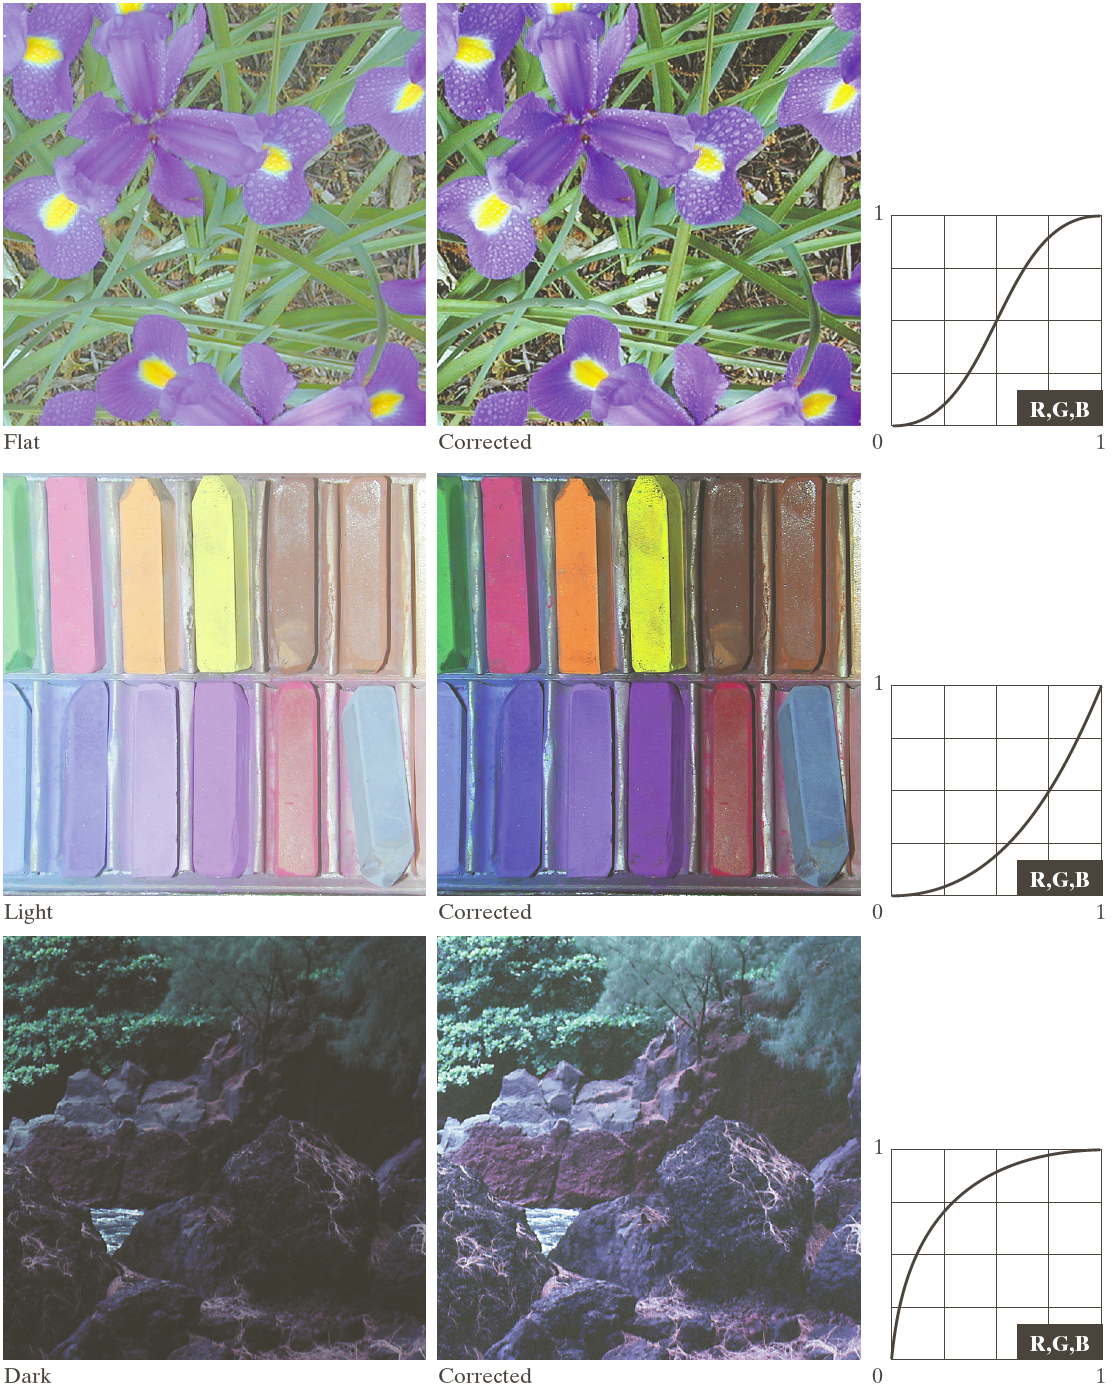 1
R,G,B
0 1
Flat Corrected
1
R,G,B
0 1
Light Corrected
1
R,G,B
0 1
Dark Corrected